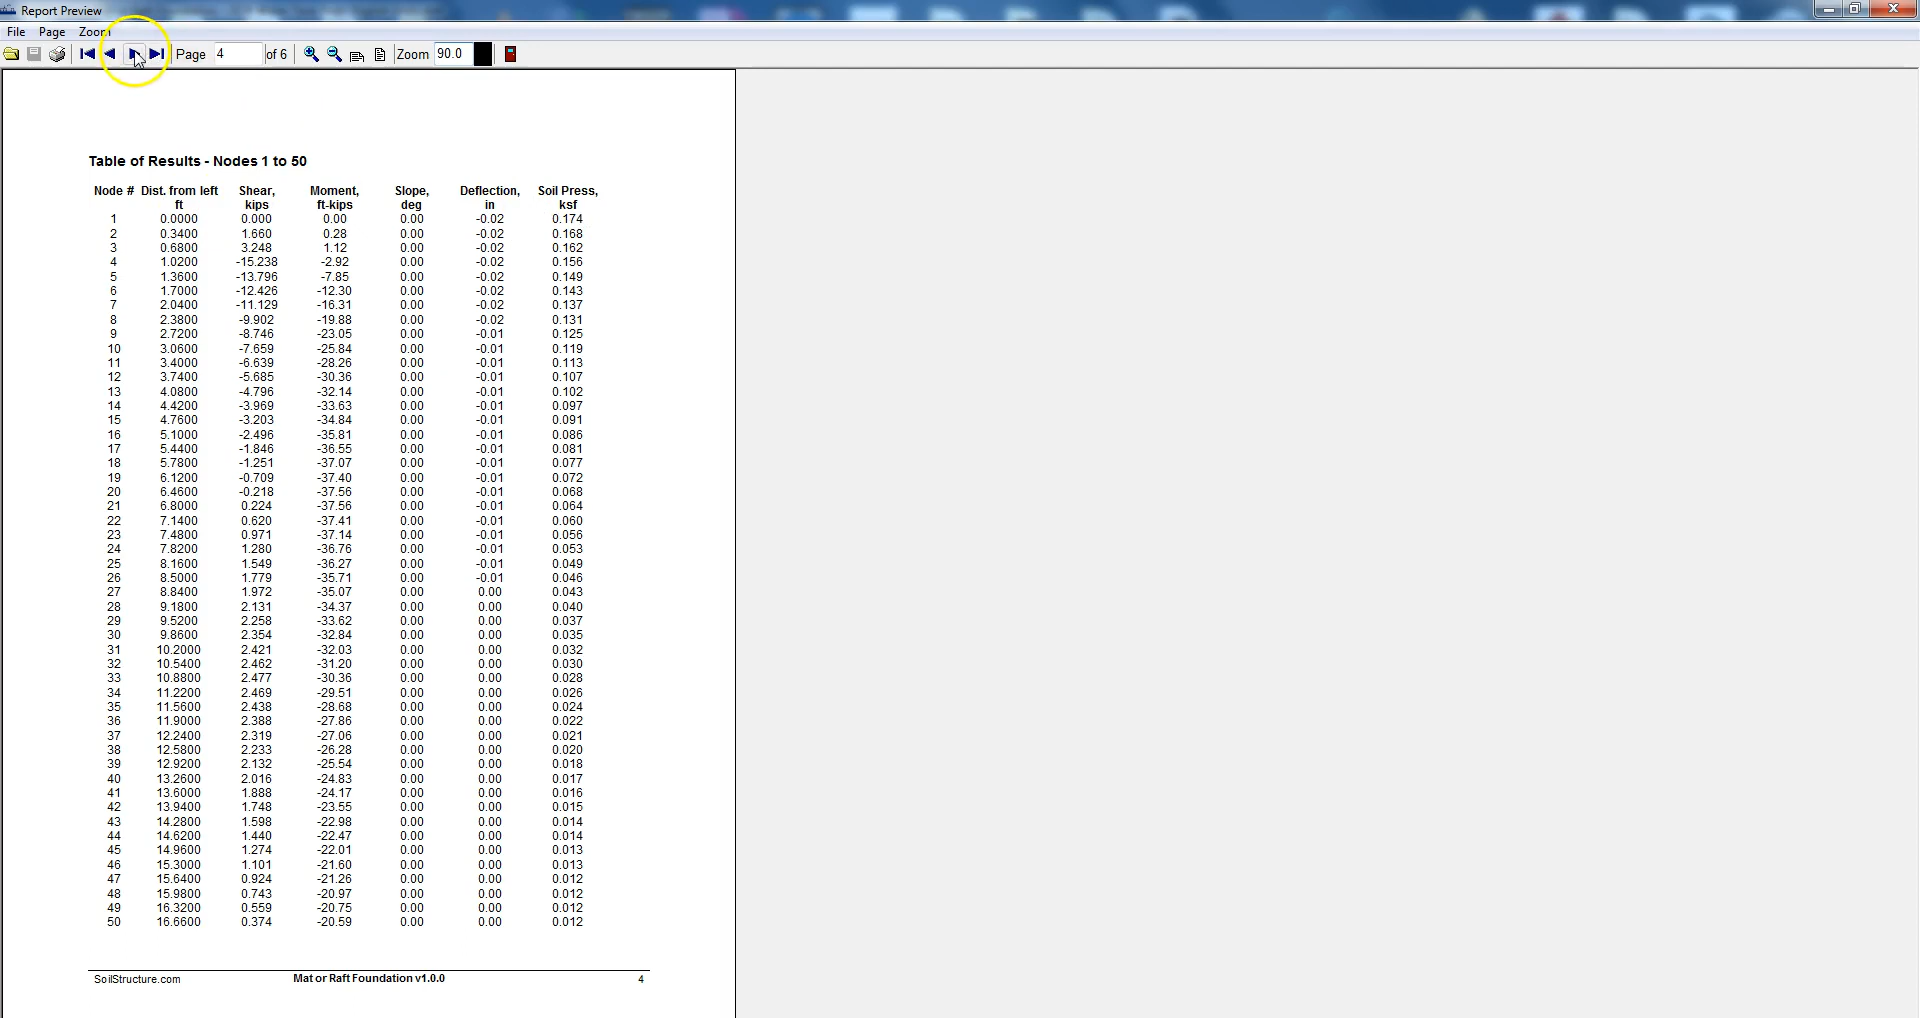 Report Preview
File Page Zoom
Page 4 of 6 Zoom 90.0
Table of Results - Nodes 1 to 50
Node # Dist. from left Shear, Moment, Slope, Deflection, Soil Press,
ft kips ft-kips deg in ksf
1 0.0000 0.000 0.00 0.00 -0.02 0.174
2 0.3400 1.660 0.28 0.00 -0.02 0.168
3 0.6800 3.248 1.12 0.00 -0.02 0.162
4 1.0200 -15.238 -2.92 0.00 -0.02 0.156
5 1.3600 -13.796 -7.85 0.00 -0.02 0.149
6 1.7000 -12.426 -12.30 0.00 -0.02 0.143
7 2.0400 -11.129 -16.31 0.00 -0.02 0.137
8 2.3800 -9.902 -19.88 0.00 -0.02 0.131
9 2.7200 -8.746 -23.05 0.00 -0.01 0.125
10 3.0600 -7.659 -25.84 0.00 -0.01 0.119
11 3.4000 -6.639 -28.26 0.00 -0.01 0.113
12 3.7400 -5.685 -30.36 0.00 -0.01 0.107
13 4.0800 -4.796 -32.14 0.00 -0.01 0.102
14 4.4200 -3.969 -33.63 0.00 -0.01 0.097
15 4.7600 -3.203 -34.84 0.00 -0.01 0.091
16 5.1000 -2.496 -35.81 0.00 -0.01 0.086
17 5.4400 -1.846 -36.55 0.00 -0.01 0.081
18 5.7800 -1.251 -37.07 0.00 -0.01 0.077
19 6.1200 -0.709 -37.40 0.00 -0.01 0.072
20 6.4600 -0.218 -37.56 0.00 -0.01 0.068
21 6.8000 0.224 -37.56 0.00 -0.01 0.064
22 7.1400 0.620 -37.41 0.00 -0.01 0.060
23 7.4800 0.971 -37.14 0.00 -0.01 0.056
24 7.8200 1.280 -36.76 0.00 -0.01 0.053
25 8.1600 1.549 -36.27 0.00 -0.01 0.049
26 8.5000 1.779 -35.71 0.00 -0.01 0.046
27 8.8400 1.972 -35.07 0.00 0.00 0.043
28 9.1800 2.131 -34.37 0.00 0.00 0.040
29 9.5200 2.258 -33.62 0.00 0.00 0.037
30 9.8600 2.354 -32.84 0.00 0.00 0.035
31 10.2000 2.421 -32.03 0.00 0.00 0.032
32 10.5400 2.462 -31.20 0.00 0.00 0.030
33 10.8800 2.477 -30.36 0.00 0.00 0.028
34 11.2200 2.469 -29.51 0.00 0.00 0.026
35 11.5600 2.438 -28.68 0.00 0.00 0.024
36 11.9000 2.388 -27.86 0.00 0.00 0.022
37 12.2400 2.319 -27.06 0.00 0.00 0.021
38 12.5800 2.233 -26.28 0.00 0.00 0.020
39 12.9200 2.132 -25.54 0.00 0.00 0.018
40 13.2600 2.016 -24.83 0.00 0.00 0.017
41 13.6000 1.888 -24.17 0.00 0.00 0.016
42 13.9400 1.748 -23.55 0.00 0.00 0.015
43 14.2800 1.598 -22.98 0.00 0.00 0.014
44 14.6200 1.440 -22.47 0.00 0.00 0.014
45 14.9600 1.274 -22.01 0.00 0.00 0.013
46 15.3000 1.101 -21.60 0.00 0.00 0.013
47 15.6400 0.924 -21.26 0.00 0.00 0.012
48 15.9800 0.743 -20.97 0.00 0.00 0.012
49 16.3200 0.559 -20.75 0.00 0.00 0.012
50 16.6600 0.374 -20.59 0.00 0.00 0.012
SoilStructure.com Mat or Raft Foundation v1.0.0 4